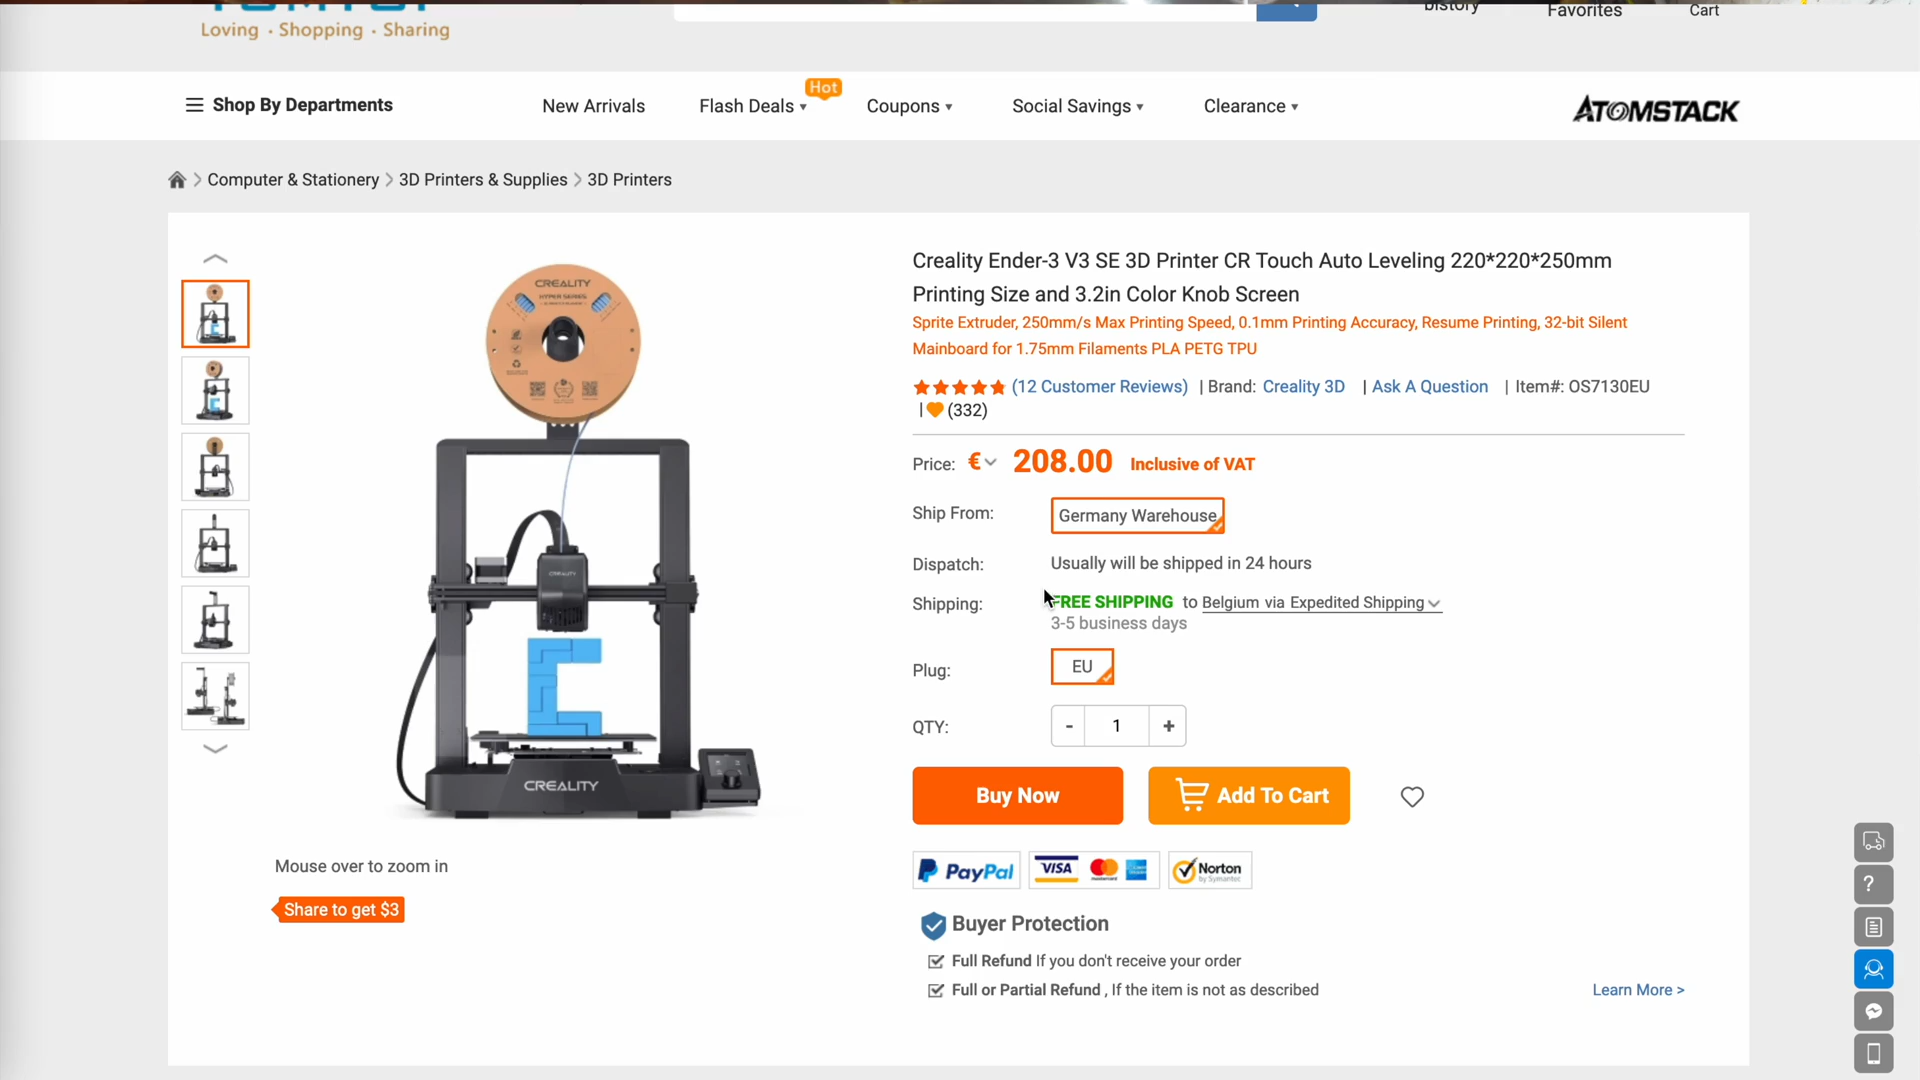 TOMTOP
Loving · Shopping · Sharing
History
Favorites
Cart
Shop By Departments
New Arrivals
Flash Deals
Hot
Coupons
Social Savings
Clearance
ATOMSTACK
Computer & Stationery
3D Printers & Supplies
3D Printers
Creality Ender-3 V3 SE 3D Printer CR Touch Auto Leveling 220*220*250mm
Printing Size and 3.2in Color Knob Screen
Sprite Extruder, 250mm/s Max Printing Speed, 0.1mm Printing Accuracy, Resume Printing, 32-bit Silent
Mainboard for 1.75mm Filaments PLA PETG TPU
(12 Customer Reviews) | Brand: Creality 3D | Ask A Question | Item#: OS7130EU
| (332)
Price: € 208.00 Inclusive of VAT
Ship From: Germany Warehouse
Dispatch: Usually will be shipped in 24 hours
Shipping: FREE SHIPPING to Belgium via Expedited Shipping
3-5 business days
Plug: EU
QTY: - 1 +
Buy Now
Add To Cart
PayPal
VISA
mastercard
Norton
by Symantec
Buyer Protection
Full Refund If you don't receive your order
Full or Partial Refund , If the item is not as described
Learn More >
CREALITY
HYPER SERIES
CREALITY
CREALITY
Mouse over to zoom in
Share to get $3
?